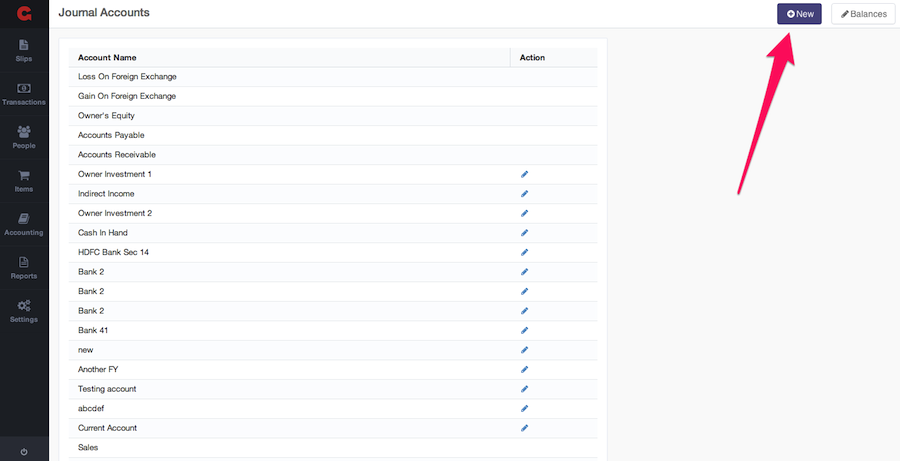 Journal Accounts
New
Balances
Slips
Transactions
People
Items
Accounting
Reports
Settings
Account Name Action
Loss On Foreign Exchange
Gain On Foreign Exchange
Owner's Equity
Accounts Payable
Accounts Receivable
Owner Investment 1
Indirect Income
Owner Investment 2
Cash In Hand
HDFC Bank Sec 14
Bank 2
Bank 2
Bank 2
Bank 41
new
Another FY
Testing account
abcdef
Current Account
Sales